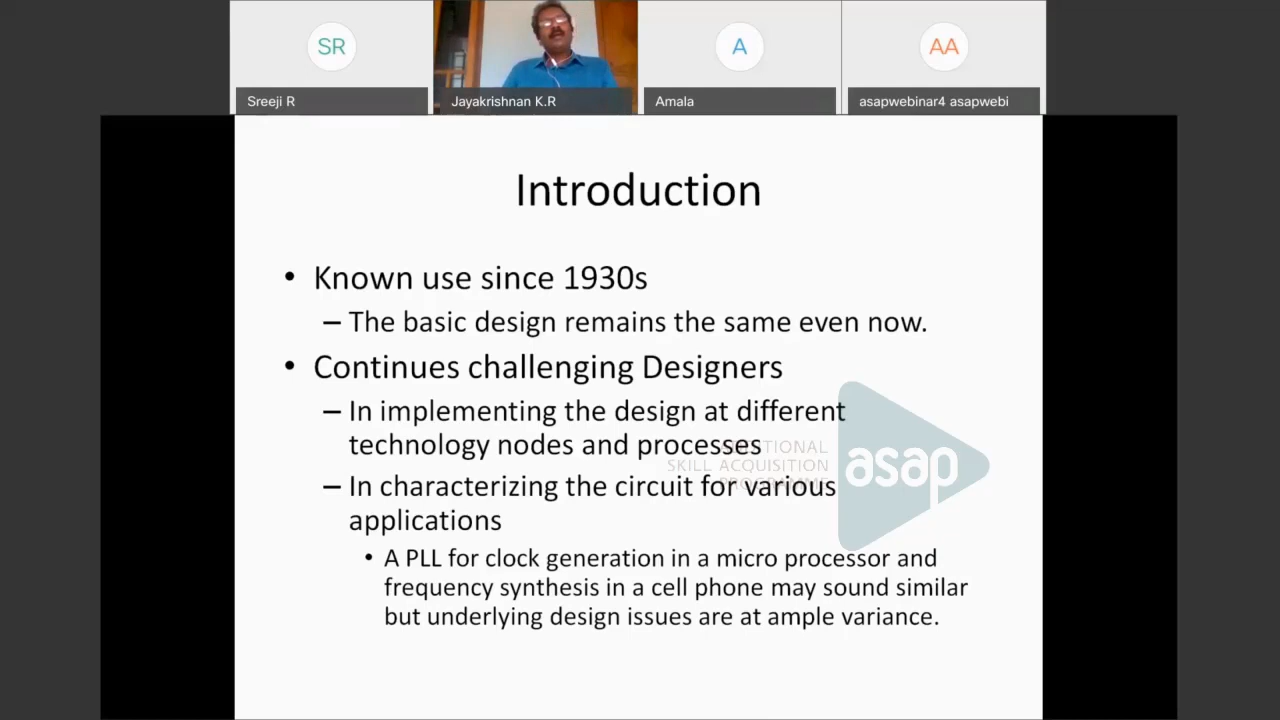 SR
A
AA
Sreeji R
Jayakrishnan K.R
Amala
asapwebinar4 asapwebi
Introduction
• Known use since 1930s
– The basic design remains the same even now.
• Continues challenging Designers
– In implementing the design at different
technology nodes and processes
– In characterizing the circuit for various
applications
• A PLL for clock generation in a micro processor and
frequency synthesis in a cell phone may sound similar
but underlying design issues are at ample variance.
SKILL ACQUISITION
PROGRAMME
asap